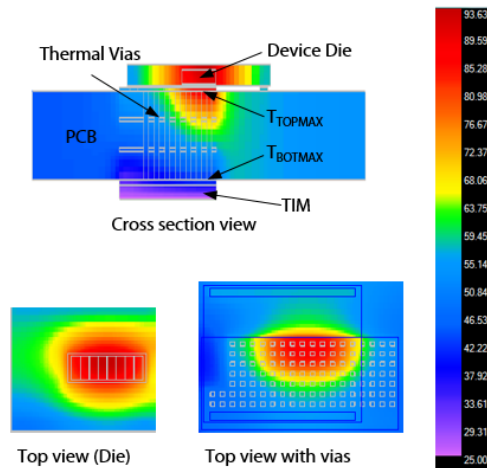 Thermal Vias
Device Die
PCB
TTOPMAX
TBOTMAX
TIM
Cross section view
Top view (Die)
Top view with vias
93.63
89.59
85.28
80.98
76.67
72.36
68.06
63.75
59.45
55.14
50.84
46.53
42.22
37.92
33.61
29.31
25.00